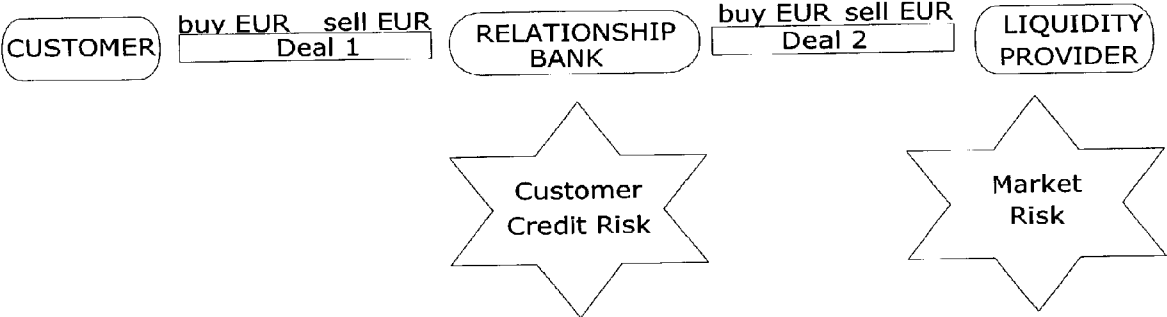 CUSTOMER
buy EUR sell EUR
Deal 1
RELATIONSHIP
BANK
buy EUR sell EUR
Deal 2
LIQUIDITY
PROVIDER
Customer
Credit Risk
Market
Risk